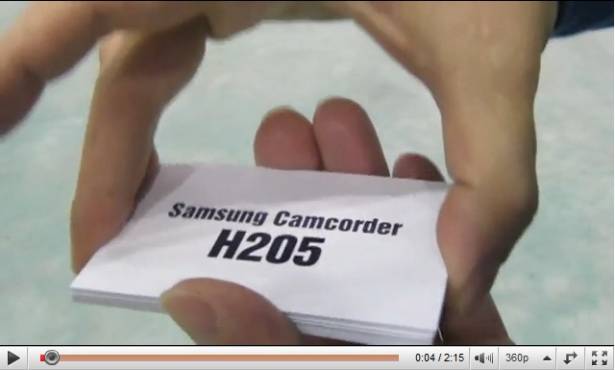 Samsung Camcorder
H205
0:04 / 2:15
360p